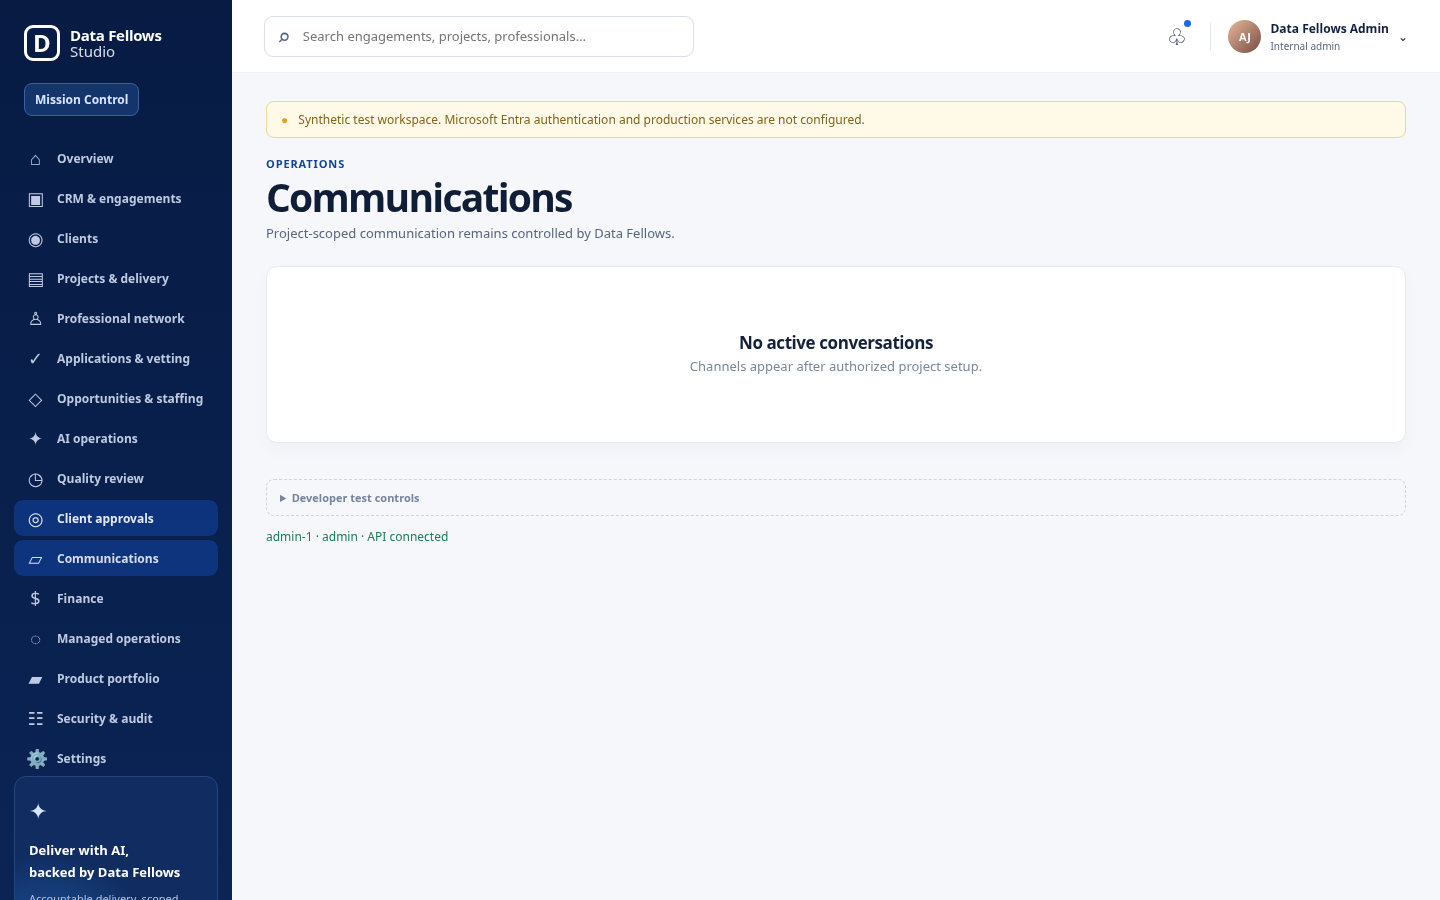 D
Data Fellows
Studio
Mission Control
Overview
CRM & engagements
Clients
Projects & delivery
Professional network
Applications & vetting
Opportunities & staffing
AI operations
Quality review
Client approvals
Communications
$ Finance
Managed operations
Product portfolio
Security & audit
Settings
Deliver with AI,
backed by Data Fellows
Accountable delivery, scoped
Search engagements, projects, professionals...
AJ
Data Fellows Admin
Internal admin
Synthetic test workspace. Microsoft Entra authentication and production services are not configured.
OPERATIONS
Communications
Project-scoped communication remains controlled by Data Fellows.
No active conversations
Channels appear after authorized project setup.
Developer test controls
admin-1 · admin · API connected